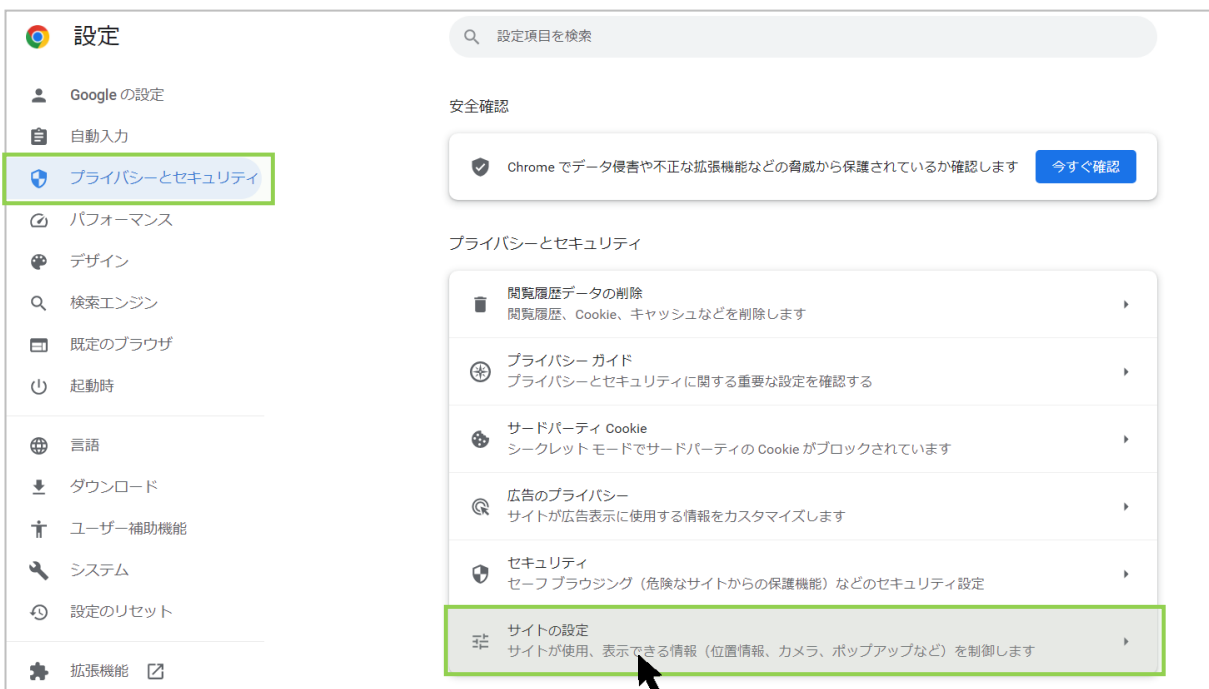 設定
設定項目を検索
Google の設定
自動入力
プライバシーとセキュリティ
パフォーマンス
デザイン
検索エンジン
既定のブラウザ
起動時
言語
ダウンロード
ユーザー補助機能
システム
設定のリセット
拡張機能
安全確認
Chrome でデータ侵害や不正な拡張機能などの脅威から保護されているか確認します
今すぐ確認
プライバシーとセキュリティ
閲覧履歴データの削除
閲覧履歴、Cookie、キャッシュなどを削除します
プライバシー ガイド
プライバシーとセキュリティに関する重要な設定を確認する
サードパーティ Cookie
シークレット モードでサードパーティの Cookie がブロックされています
広告のプライバシー
サイトが広告表示に使用する情報をカスタマイズします
セキュリティ
セーフ ブラウジング（危険なサイトからの保護機能）などのセキュリティ設定
サイトの設定
サイトが使用、表示できる情報（位置情報、カメラ、ポップアップなど）を制御します